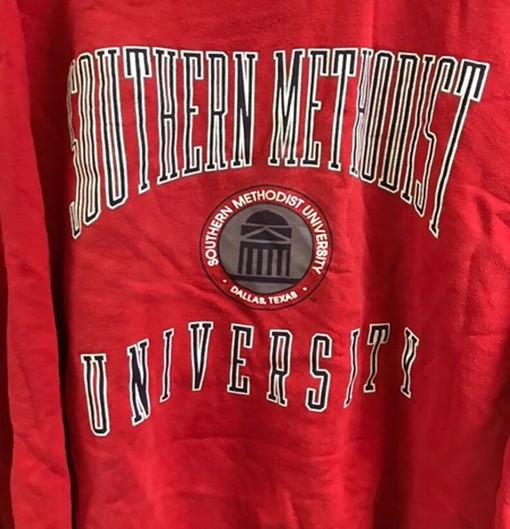 SOUTHERN METHODIST
SOUTHERN METHODIST UNIVERSITY
DALLAS, TEXAS
UNIVERSITY